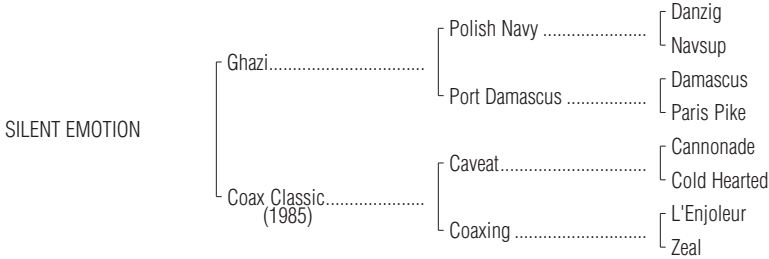 Danzig
Polish Navy ......................
Navsup
Ghazi.................................
Damascus
Port Damascus .................
Paris Pike
SILENT EMOTION
Cannonade
Caveat...............................
Cold Hearted
Coax Classic.....................
(1985)
L'Enjoleur
Coaxing ............................
Zeal